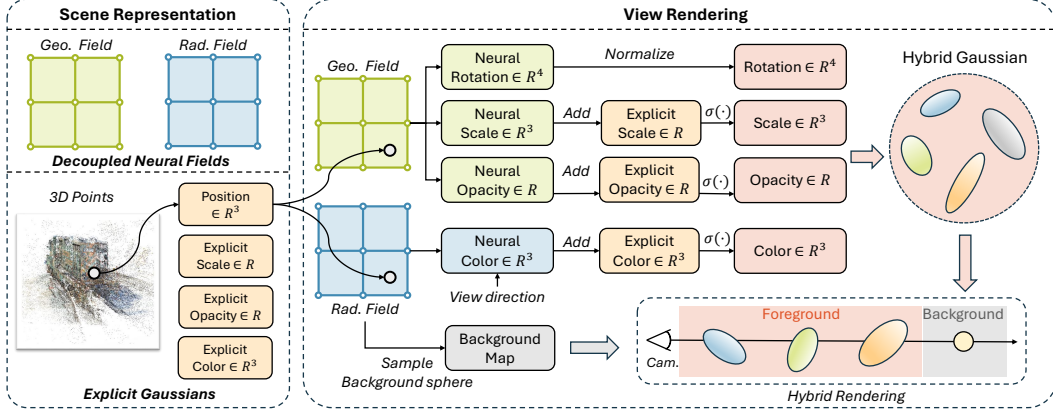 Scene Representation
Geo. Field
Rad. Field
Decoupled Neural Fields
3D Points
Position
∈ R³
Explicit
Scale ∈ R
Explicit
Opacity ∈ R
Explicit
Color ∈ R³
Explicit Gaussians
View Rendering
Geo. Field
Neural
Rotation ∈ R⁴
Normalize
Rotation ∈ R⁴
Neural
Scale ∈ R³
Add
Explicit
Scale ∈ R
σ(·)
Scale ∈ R³
Neural
Opacity ∈ R
Add
Explicit
Opacity ∈ R
σ(·)
Opacity ∈ R
Neural
Color ∈ R³
Add
Explicit
Color ∈ R³
σ(·)
Color ∈ R³
View direction
Rad. Field
Sample
Background sphere
Background
Map
Hybrid Gaussian
Foreground
Background
Cam.
Hybrid Rendering